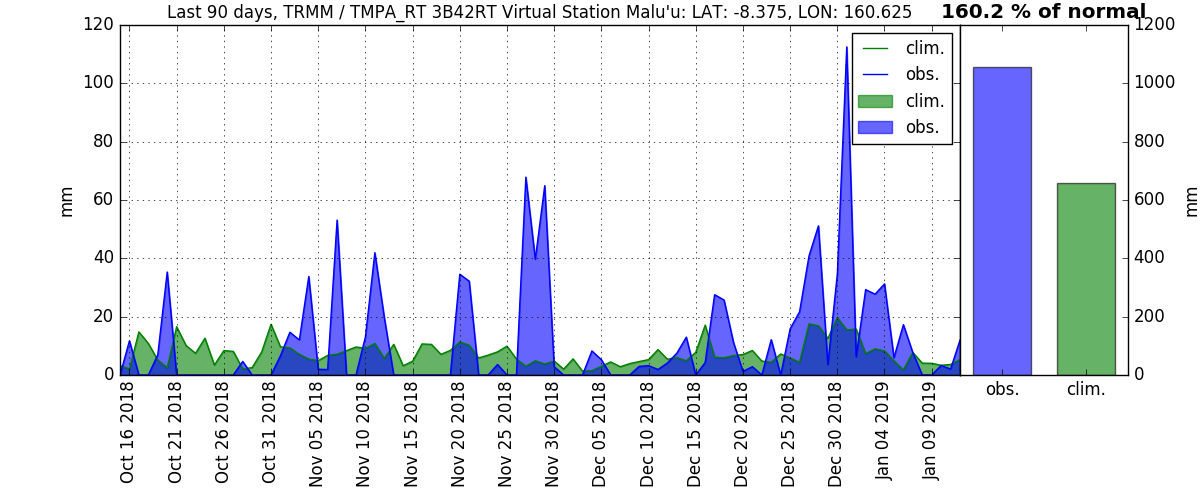 Last 90 days, TRMM / TMPA_RT 3B42RT Virtual Station Malu'u: LAT: -8.375, LON: 160.625
160.2 % of normal
mm
120
100
80
60
40
20
0
clim.
obs.
clim.
obs.
Oct 16 2018
Oct 21 2018
Oct 26 2018
Oct 31 2018
Nov 05 2018
Nov 10 2018
Nov 15 2018
Nov 20 2018
Nov 25 2018
Nov 30 2018
Dec 05 2018
Dec 10 2018
Dec 15 2018
Dec 20 2018
Dec 25 2018
Dec 30 2018
Jan 04 2019
Jan 09 2019
obs.
clim.
1200
1000
800
600
400
200
0
mm